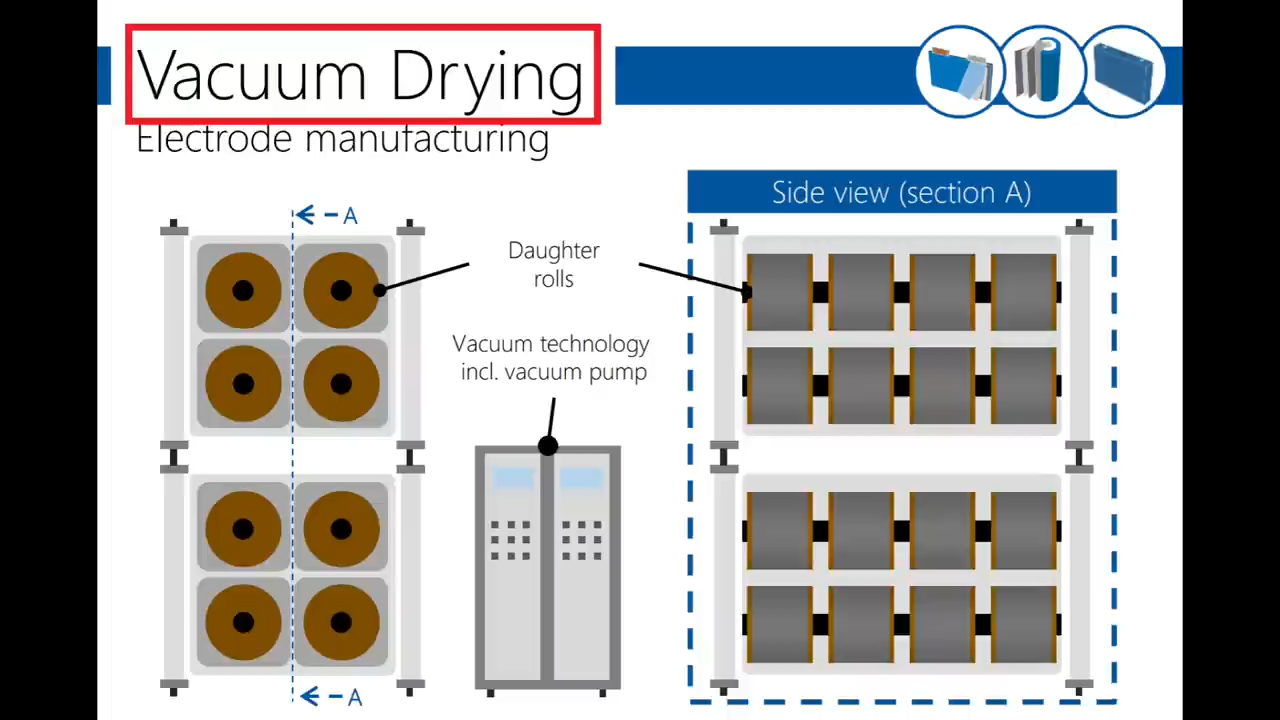 Vacuum Drying
Electrode manufacturing
Side view (section A)
A
Daughter
rolls
Vacuum technology
incl. vacuum pump
A